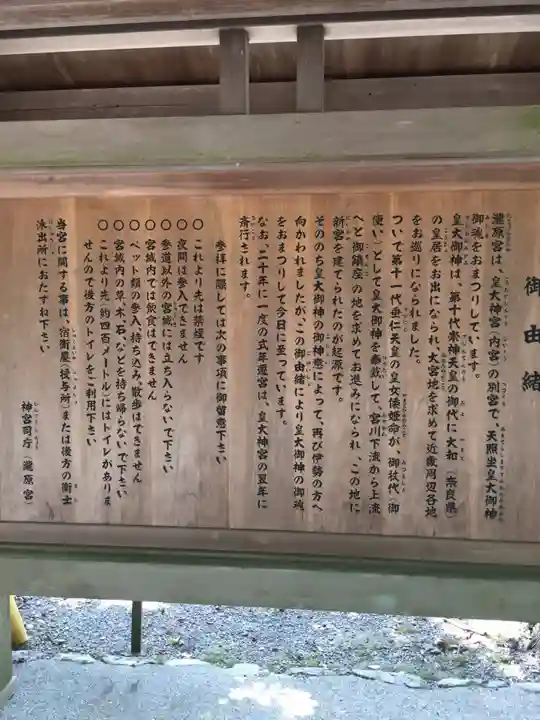 御由緒
瀧原宮は、皇大神宮(内宮)の別宮で、天照坐皇大御神
御魂をおまつりしています。
皇大御神は、第十代崇神天皇の御代に大和(奈良県)
の皇居をお出になられ、大宮地を求めて近畿周辺各地
をお巡りになられました。
ついで第十一代垂仁天皇の皇女倭姫命が、御杖代(御
使い)として皇大御神を奉戴して、宮川下流から上流
へと御鎮座の地を求めてお進みになられ、この地に
新宮を建てられたのが起源です。
そののち皇大御神の御神慮によって、再び伊勢の方へ
向かわれましたが、この御由緒により皇大御神の御魂
をおまつりして今日に至っています。
なお、二十年に一度の式年遷宮は、皇大神宮の翌年に
斎行されます。
参拝に際しては次の事項に御留意下さい
○ これより先は禁煙です
○ 夜間は参入できません
○ 参道以外の宮域には立ち入らないで下さい
○ 宮域内では飲食はできません
○ ペット類の参入、持ち込み、散歩はできません
○ 宮域内の草、木、石などを持ち帰らないで下さい
○ これより先(約四百メートル)にはトイレがありま
せんので後方のトイレをご利用下さい
当宮に関する事は、宿衛屋(授与所)または後方の衛士
派出所におたずね下さい
神宮司庁(瀧原宮)